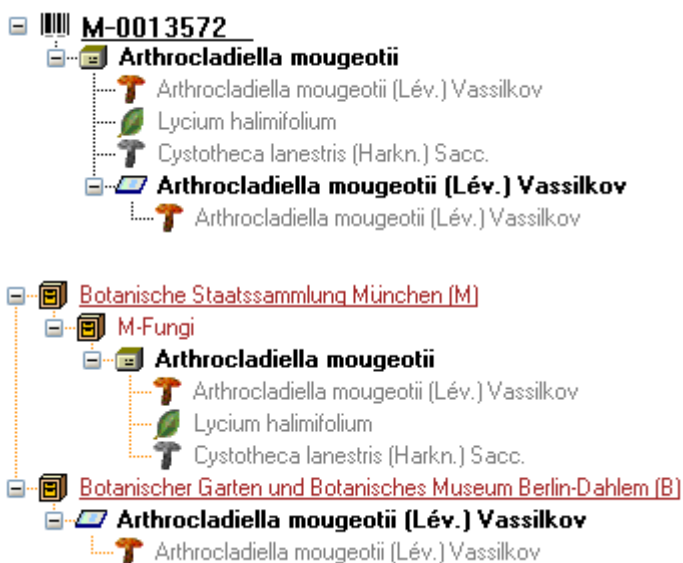 M-0013572
Arthrocladiella mougeotii
Arthrocladiella mougeotii (Lév.) Vassilkov
Lycium halimifolium
Cystotheca lanestris (Harkn.) Sacc.
Arthrocladiella mougeotii (Lév.) Vassilkov
Arthrocladiella mougeotii (Lév.) Vassilkov
Botanische Staatssammlung München (M)
M-Fungi
Arthrocladiella mougeotii
Arthrocladiella mougeotii (Lév.) Vassilkov
Lycium halimifolium
Cystotheca lanestris (Harkn.) Sacc.
Botanischer Garten und Botanisches Museum Berlin-Dahlem (B)
Arthrocladiella mougeotii (Lév.) Vassilkov
Arthrocladiella mougeotii (Lév.) Vassilkov